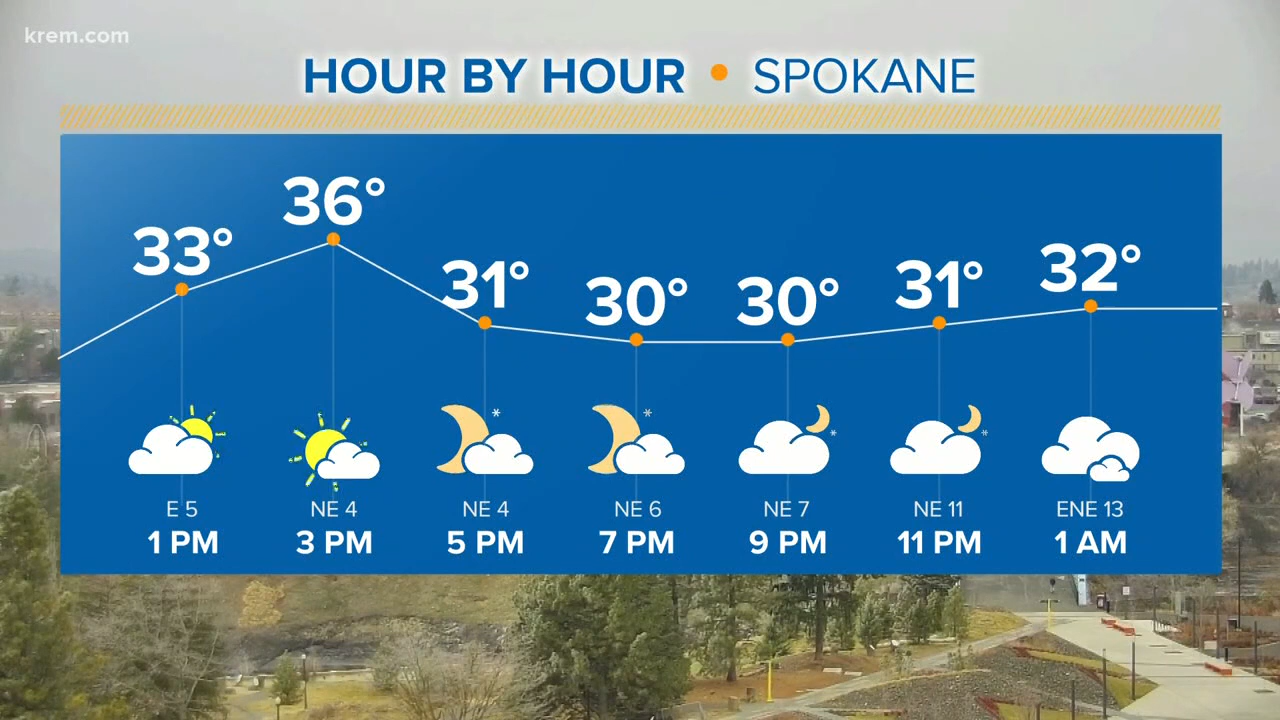 krem.com
HOUR BY HOUR • SPOKANE
33° 36° 31° 30° 30° 31° 32°
E 5 NE 4 NE 4 NE 6 NE 7 NE 11 ENE 13
1 PM 3 PM 5 PM 7 PM 9 PM 11 PM 1 AM